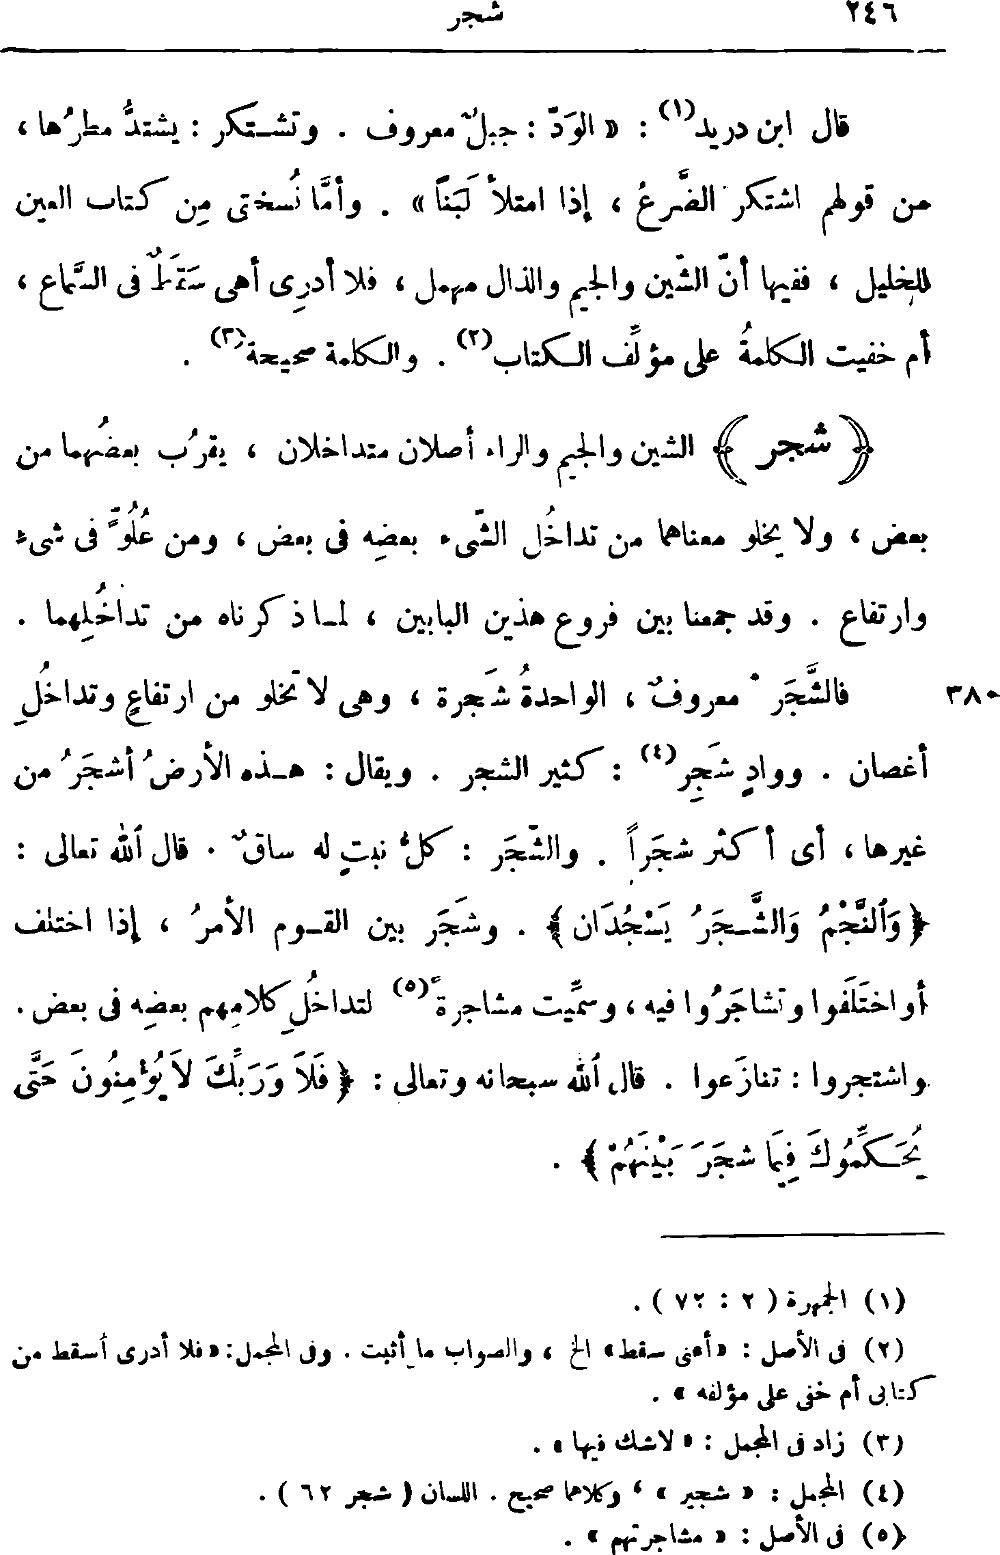 ٢٤٦ شجر
قال ابن دريد(١) : « الوَدّ : جبلٌ معروف . وتشتكر : يشتدُّ مطرُها ،
من قولهم اشتكر الضَّرعُ ، إذا امتلأ لَبَناً » . وأمَّا نُسختى مِن كتاب العين
للخليل ، ففيها أنّ الشّين والجيم والذال مهمل ، فلا أدرِى أهى سَقَطٌ فى السَّماع ،
أم خفيت الكلمةُ على مؤلِّف الكتاب(٢) . والكلمة صحيحة(٣) .
﴿ شجر ﴾ الشين والجيم والراء أصلان متداخلان ، يقرُب بعضُهما من
بعض ، ولا يخلو معناهما من تداخُل الشّىء بعضِه فى بعض ، ومن عُلُوّ فى شىء
وارتفاع . وقد جمعنا بين فروع هذين البابين ، لما ذكرناه من تداخُلِهما .
فالشَّجَر معروفٌ ، الواحدةُ شَجرة ، وهى لا تخلو من ارتفاعٍ وتداخُلِ ٣٨٠
أغصان . ووادٍ شَجِر(٤) : كثير الشجر . ويقال : هذه الأرضُ أشجَرُ من
غيرها ، أى أكثر شجَراً . والشّجَر : كلُّ نبتٍ له ساقٌ . قال الله تعالى :
﴿ وَالنَّجْمُ وَالشَّجَرُ يَسْجُدَان ﴾ . وشَجَر بين القوم الأمرُ ، إذا اختلف
أو اختَلَفوا وتشاجَرُوا فيه ، وسمِّيت مشاجرةً(٥) لتداخُلِ كلامِهم بعضِه فى بعض .
واشتجروا : تنازَعوا . قال الله سبحانه وتعالى : ﴿ فَلاَ وَرَبِّكَ لاَ يُؤْمِنُونَ حَتَّى
يُحَكِّمُوكَ فِيمَا شَجَرَ بَيْنَهُمْ ﴾ .
(١) الجمهرة ( ٢ : ٧٢ ) .
(٢) فى الأصل : « أعنى سقط » الخ ، والصواب ما أثبت . وفى المجمل : « فلا أدرى أسقط من
كتابى أم خفى على مؤلفه » .
(٣) زاد فى المجمل : « لاشك فيها » .
(٤) المجمل : « شجير » ، وكلاهما صحيح . اللسان ( شجر ٦٢ ) .
(٥) فى الأصل : « مشاجرتهم » .